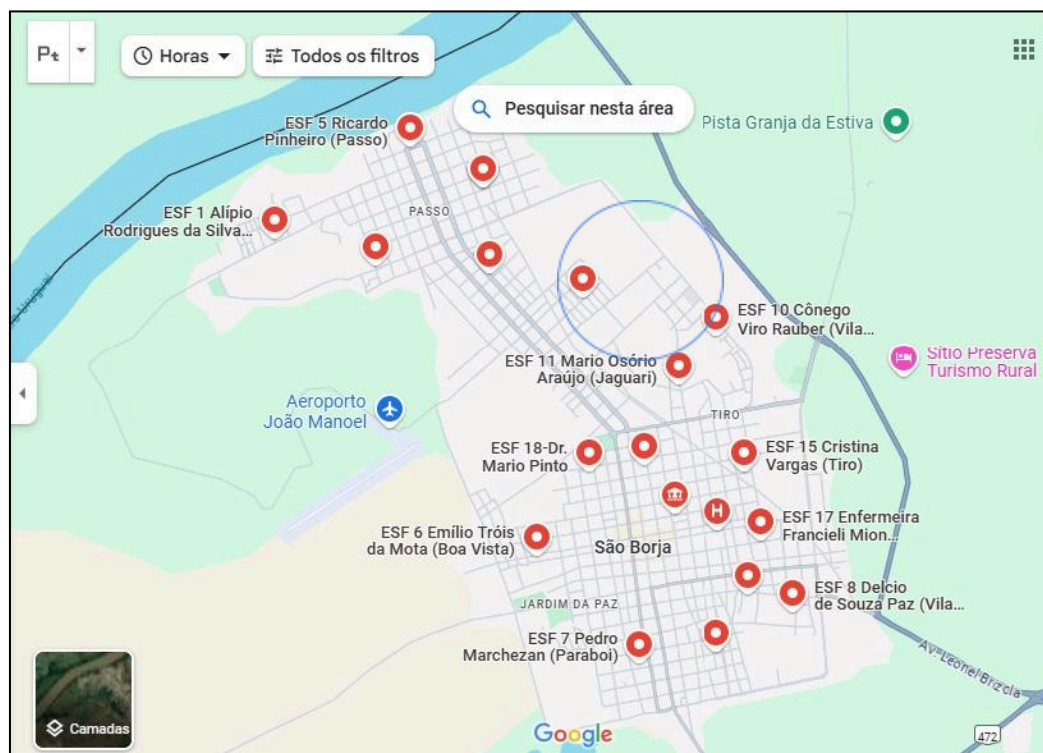 Pt
Horas
Todos os filtros
Pesquisar nesta área
ESF 5 Ricardo
Pinheiro (Passo)
Pista Granja da Estiva
ESF 1 Alípio
Rodrigues da Silva...
PASSO
Uruguai
ESF 10 Cônego
Viro Rauber (Vila...
ESF 11 Mario Osório
Araújo (Jaguari)
Sítio Preserva
Turismo Rural
Aeroporto
João Manoel
TIRO
ESF 18-Dr.
Mario Pinto
ESF 15 Cristina
Vargas (Tiro)
H
ESF 17 Enfermeira
Francieli Mion...
ESF 6 Emílio Tróis
da Mota (Boa Vista)
São Borja
ESF 8 Delcio
de Souza Paz (Vila...
JARDIM DA PAZ
ESF 7 Pedro
Marchezan (Paraboi)
Av. Leonel Brizola
Camadas
Google
472